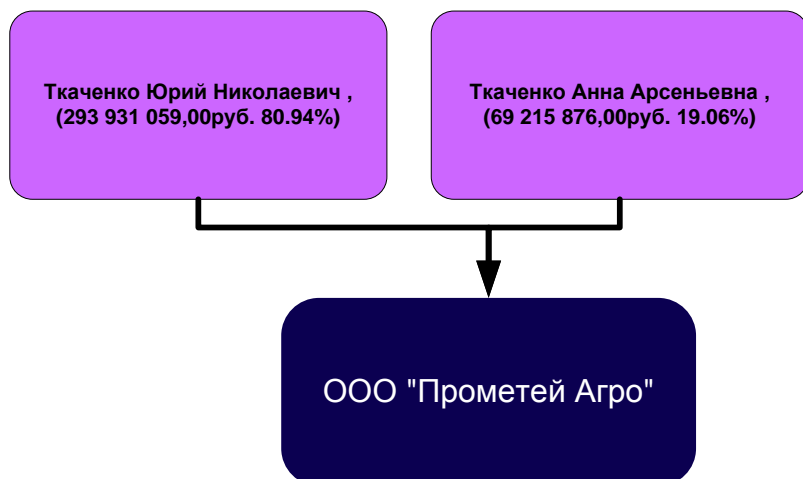 Ткаченко Юрий Николаевич ,
(293 931 059,00руб. 80.94%)
Ткаченко Анна Арсеньевна ,
(69 215 876,00руб. 19.06%)
ООО "Прометей Агро"